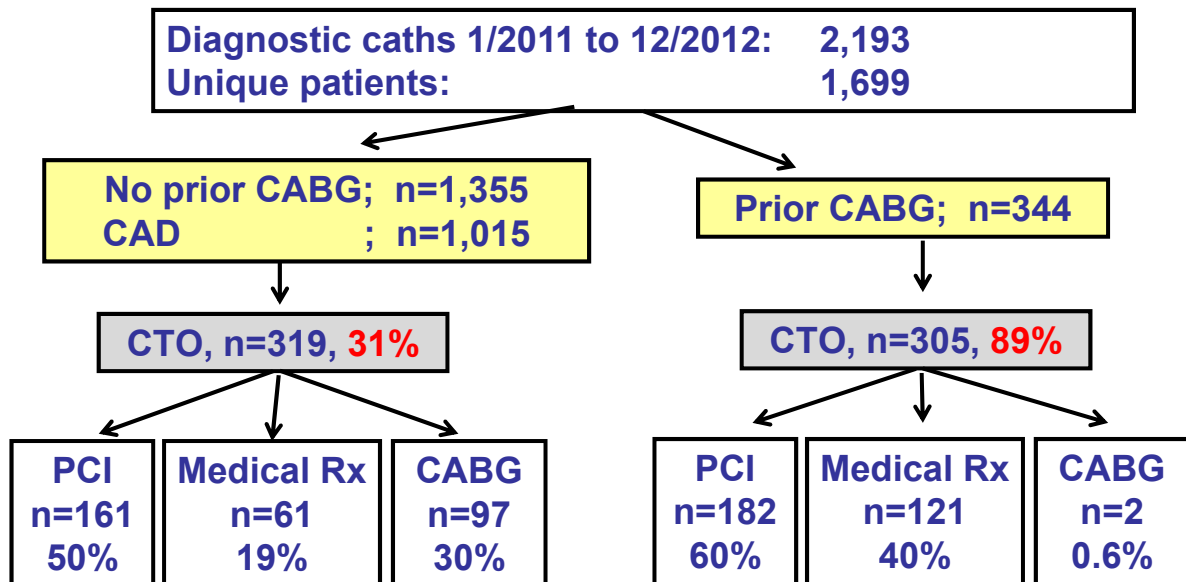 Diagnostic caths 1/2011 to 12/2012: 2,193
Unique patients: 1,699
No prior CABG; n=1,355
CAD ; n=1,015
Prior CABG; n=344
CTO, n=319, 31%
CTO, n=305, 89%
PCI
n=161
50%
Medical Rx
n=61
19%
CABG
n=97
30%
PCI
n=182
60%
Medical Rx
n=121
40%
CABG
n=2
0.6%